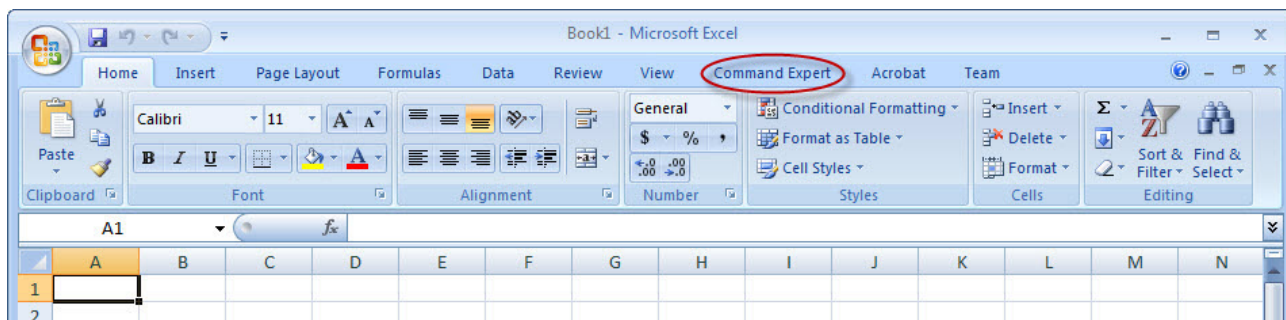 Book1 - Microsoft Excel
Home Insert Page Layout Formulas Data Review View Command Expert Acrobat Team
Calibri 11 A A General Conditional Formatting Insert Σ A Z
$ % , Format as Table Delete
Paste B I U A .0 .00 .00 .0 Cell Styles Format Sort & Filter Find & Select
Clipboard Font Alignment Number Styles Cells Editing
A1 fx
A B C D E F G H I J K L M N
1
2